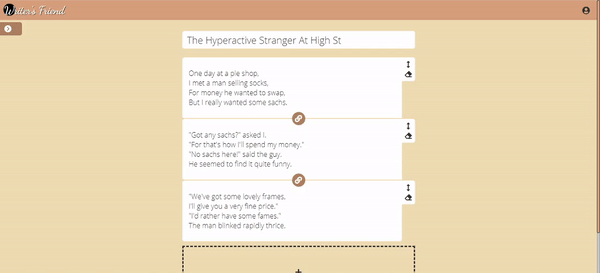 Writer's Friend
The Hyperactive Stranger At High St
One day at a pie shop,
I met a man selling socks,
For money he wanted to swap,
But I really wanted some sachs.
"Got any sachs?" asked I.
"For that's how I'll spend my money."
"No sachs here!" said the guy.
He seemed to find it quite funny.
"We've got some lovely frames.
I'll give you a very fine price."
"I'd rather have some fames."
The man blinked rapidly thrice.